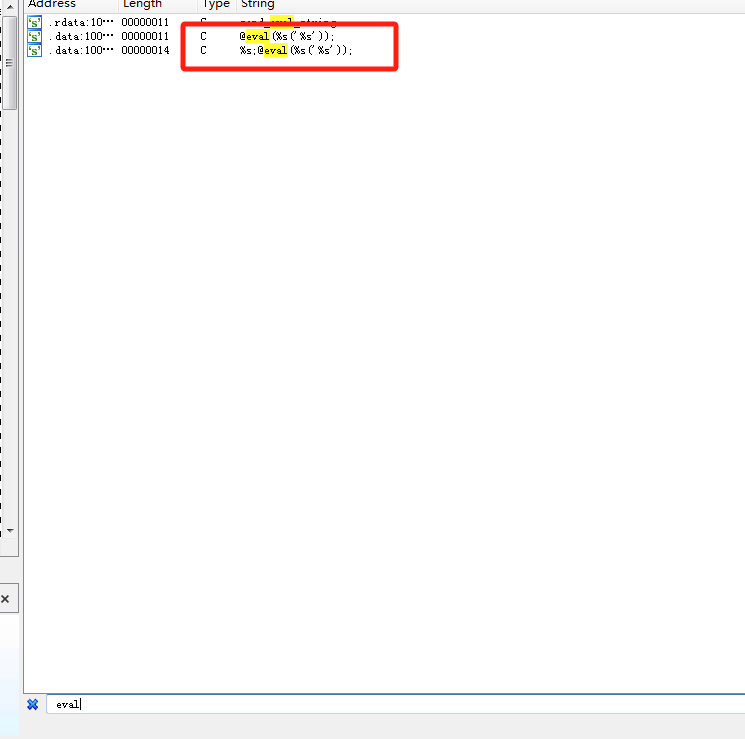 Address Length Type String
.rdata:10… 00000011 C zend_eval_string
.data:100… 00000011 C @eval(%s('%s'));
.data:100… 00000014 C %s;@eval(%s('%s'));
eval